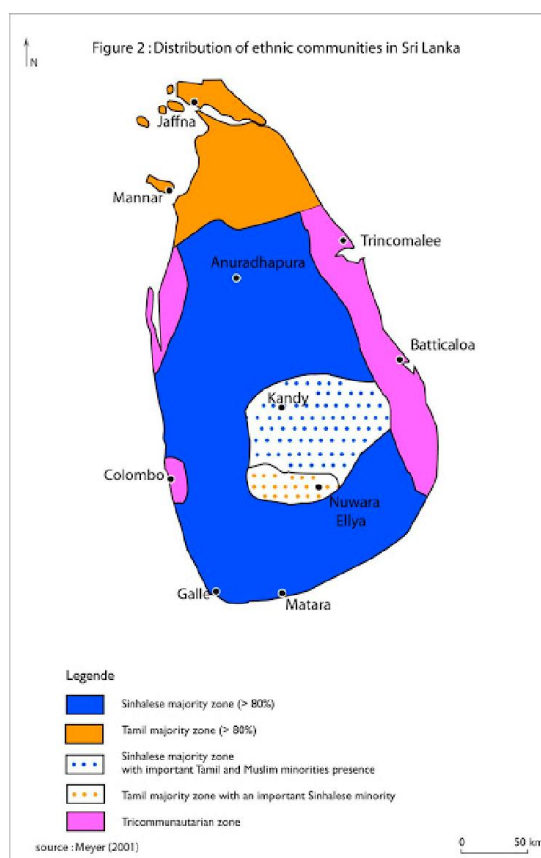 Figure 2 : Distribution of ethnic communities in Sri Lanka
N
Jaffna
Mannar
Trincomalee
Anuradhapura
Batticaloa
Kandy
Colombo
Nuwara
Ellya
Galle
Matara
Legende
Sinhalese majority zone (> 80%)
Tamil majority zone (> 80%)
Sinhalese majority zone
with important Tamil and Muslim minorities presence
Tamil majority zone with an important Sinhalese minority
Tricommunautarian zone
source : Meyer (2001)
0 50 km